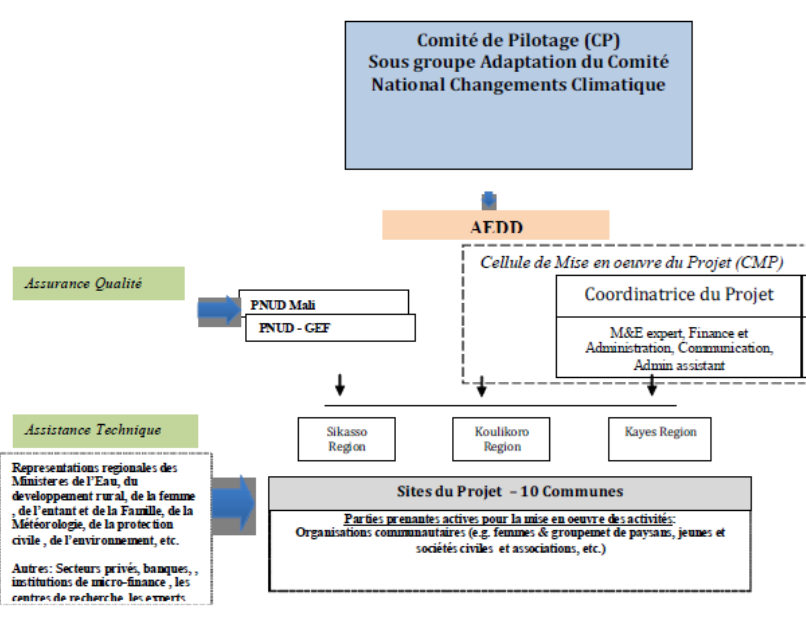 Comité de Pilotage (CP)
Sous groupe Adaptation du Comité
National Changements Climatique
AEDD
Cellule de Mise en oeuvre du Projet (CMP)
Assurance Qualité
PNUD Mali
PNUD - GEF
Coordinatrice du Projet
M&E expert, Finance et
Administration, Communication,
Admin assistant
Assistance Technique
Sikasso
Region
Koulikoro
Region
Kayes Region
Representations regionales des
Ministeres de l'Eau, du
developpement rural, de la femme
, de l'entant et de la Famille, de la
Météorologie, de la protection
civile , de l'environnement, etc.
Autres: Secteurs privés, banques, ,
institutions de micro-finance , les
centres de recherche les experts
Sites du Projet – 10 Communes
Parties prenantes actives pour la mise en oeuvre des activités:
Organisations communautaires (e.g. femmes & groupemet de paysans, jeunes et
sociétés civiles et associations, etc.)